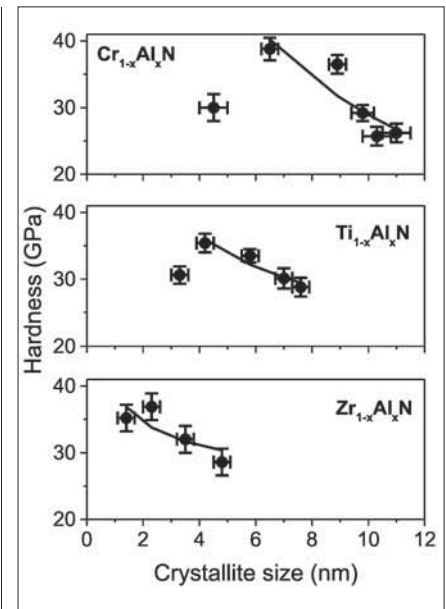 Cr₁₋ₓAlₓN
40
30
20
Ti₁₋ₓAlₓN
40
30
20
Hardness (GPa)
Zr₁₋ₓAlₓN
40
30
20
0 2 4 6 8 10 12
Crystallite size (nm)